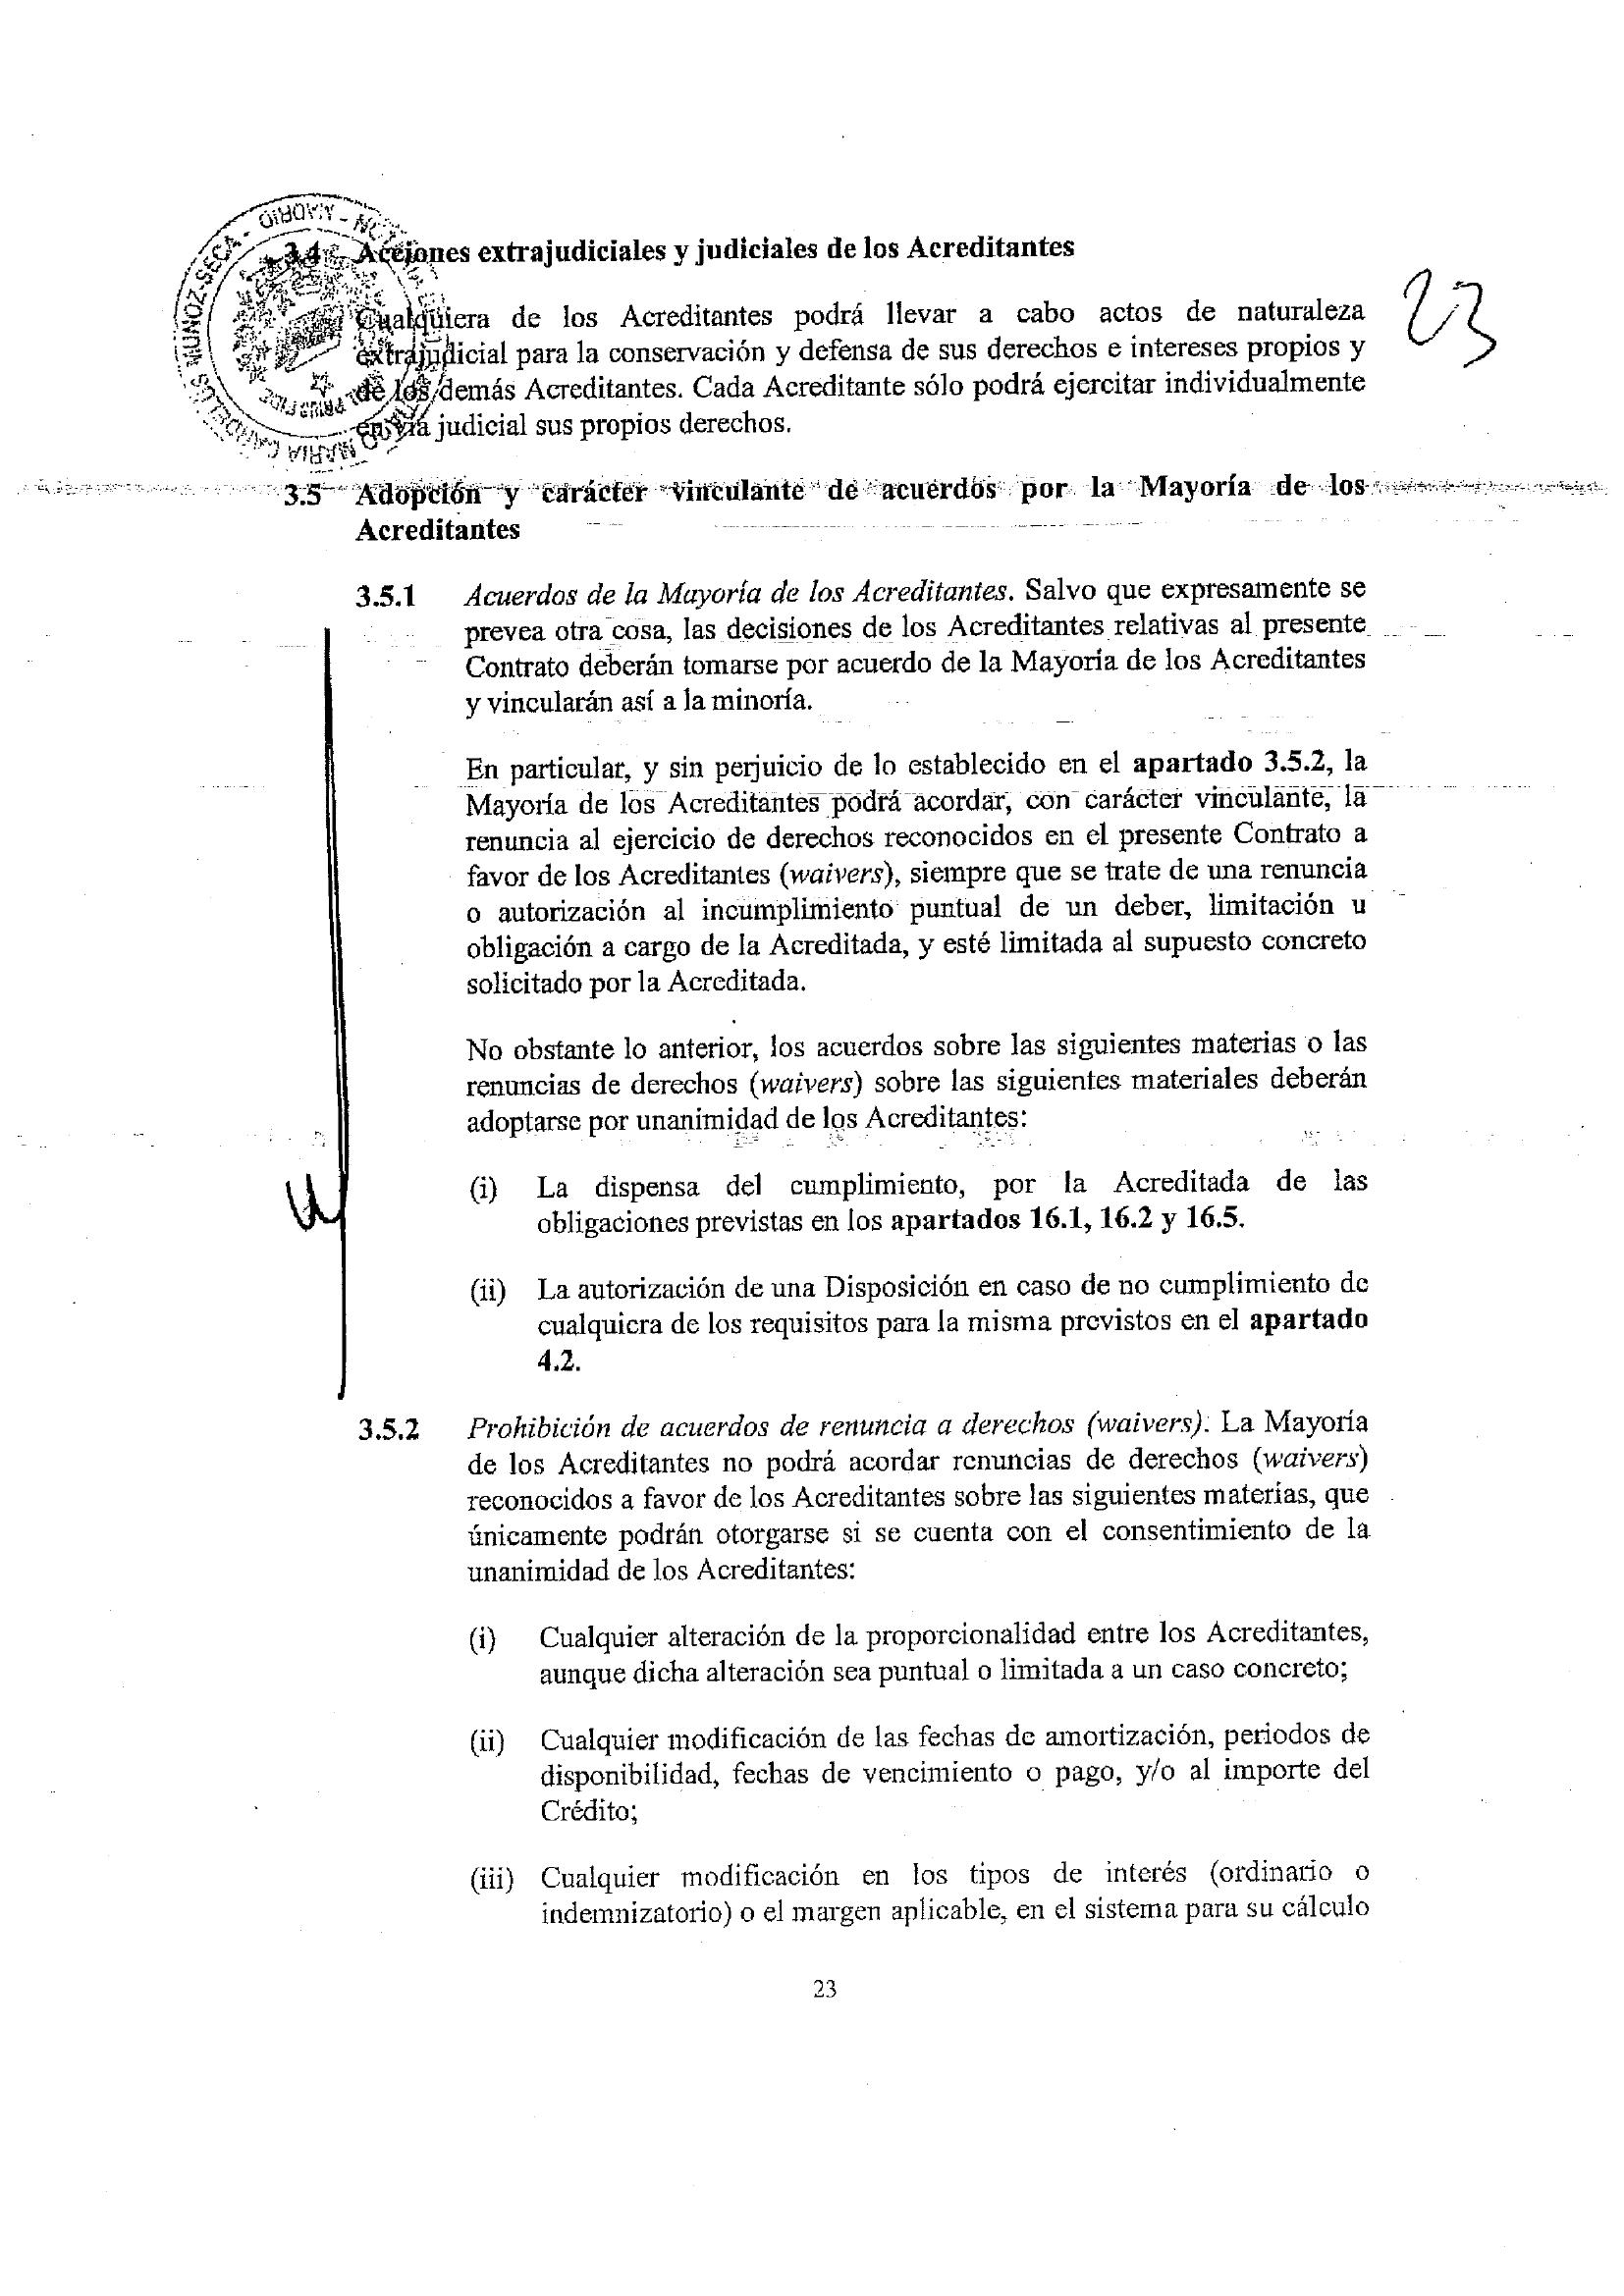 3.4 Acciones extrajudiciales y judiciales de los Acreditantes
23
Cualquiera de los Acreditantes podrá llevar a cabo actos de naturaleza
extrajudicial para la conservación y defensa de sus derechos e intereses propios y
de los demás Acreditantes. Cada Acreditante sólo podrá ejercitar individualmente
en vía judicial sus propios derechos.
3.5 Adopción y carácter vinculante de acuerdos por la Mayoría de los
Acreditantes
3.5.1 Acuerdos de la Mayoría de los Acreditantes. Salvo que expresamente se
prevea otra cosa, las decisiones de los Acreditantes relativas al presente
Contrato deberán tomarse por acuerdo de la Mayoría de los Acreditantes
y vincularán así a la minoría.
En particular, y sin perjuicio de lo establecido en el apartado 3.5.2, la
Mayoría de los Acreditantes podrá acordar, con carácter vinculante, la
renuncia al ejercicio de derechos reconocidos en el presente Contrato a
favor de los Acreditantes (waivers), siempre que se trate de una renuncia
o autorización al incumplimiento puntual de un deber, limitación u
obligación a cargo de la Acreditada, y esté limitada al supuesto concreto
solicitado por la Acreditada.
No obstante lo anterior, los acuerdos sobre las siguientes materias o las
renuncias de derechos (waivers) sobre las siguientes materiales deberán
adoptarse por unanimidad de los Acreditantes:
(i) La dispensa del cumplimiento, por la Acreditada de las
obligaciones previstas en los apartados 16.1, 16.2 y 16.5.
(ii) La autorización de una Disposición en caso de no cumplimiento de
cualquiera de los requisitos para la misma previstos en el apartado
4.2.
3.5.2 Prohibición de acuerdos de renuncia a derechos (waivers). La Mayoría
de los Acreditantes no podrá acordar renuncias de derechos (waivers)
reconocidos a favor de los Acreditantes sobre las siguientes materias, que
únicamente podrán otorgarse si se cuenta con el consentimiento de la
unanimidad de los Acreditantes:
(i) Cualquier alteración de la proporcionalidad entre los Acreditantes,
aunque dicha alteración sea puntual o limitada a un caso concreto;
(ii) Cualquier modificación de las fechas de amortización, periodos de
disponibilidad, fechas de vencimiento o pago, y/o al importe del
Crédito;
(iii) Cualquier modificación en los tipos de interés (ordinario o
indemnizatorio) o el margen aplicable, en el sistema para su cálculo
23